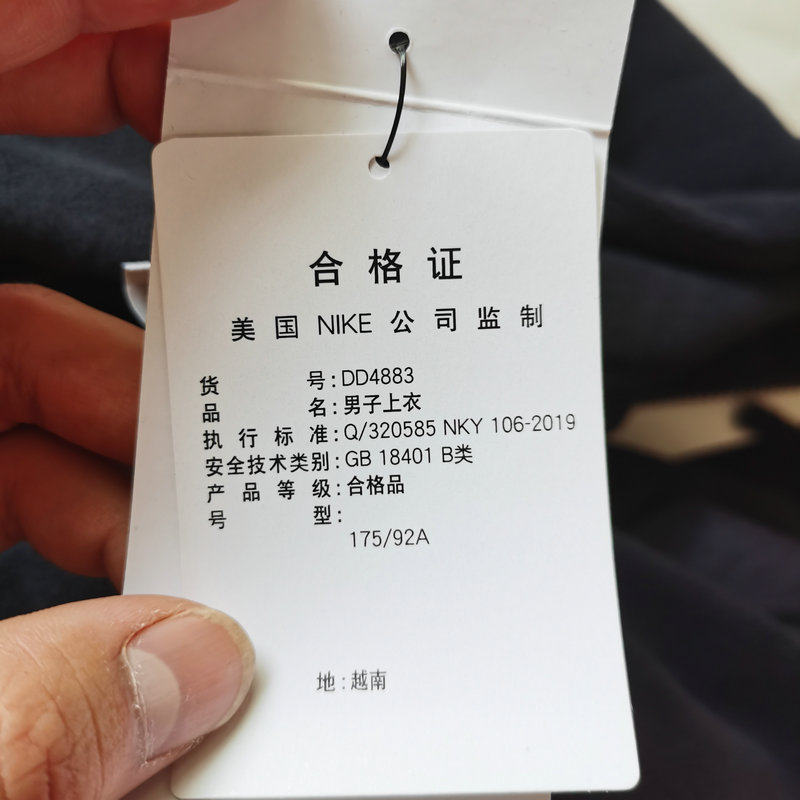 合格证
美国 NIKE 公司监制
货号:DD4883
品名:男子上衣
执行标准:Q/320585 NKY 106-2019
安全技术类别:GB 18401 B类
产品等级:合格品
号型:
175/92A
地:越南